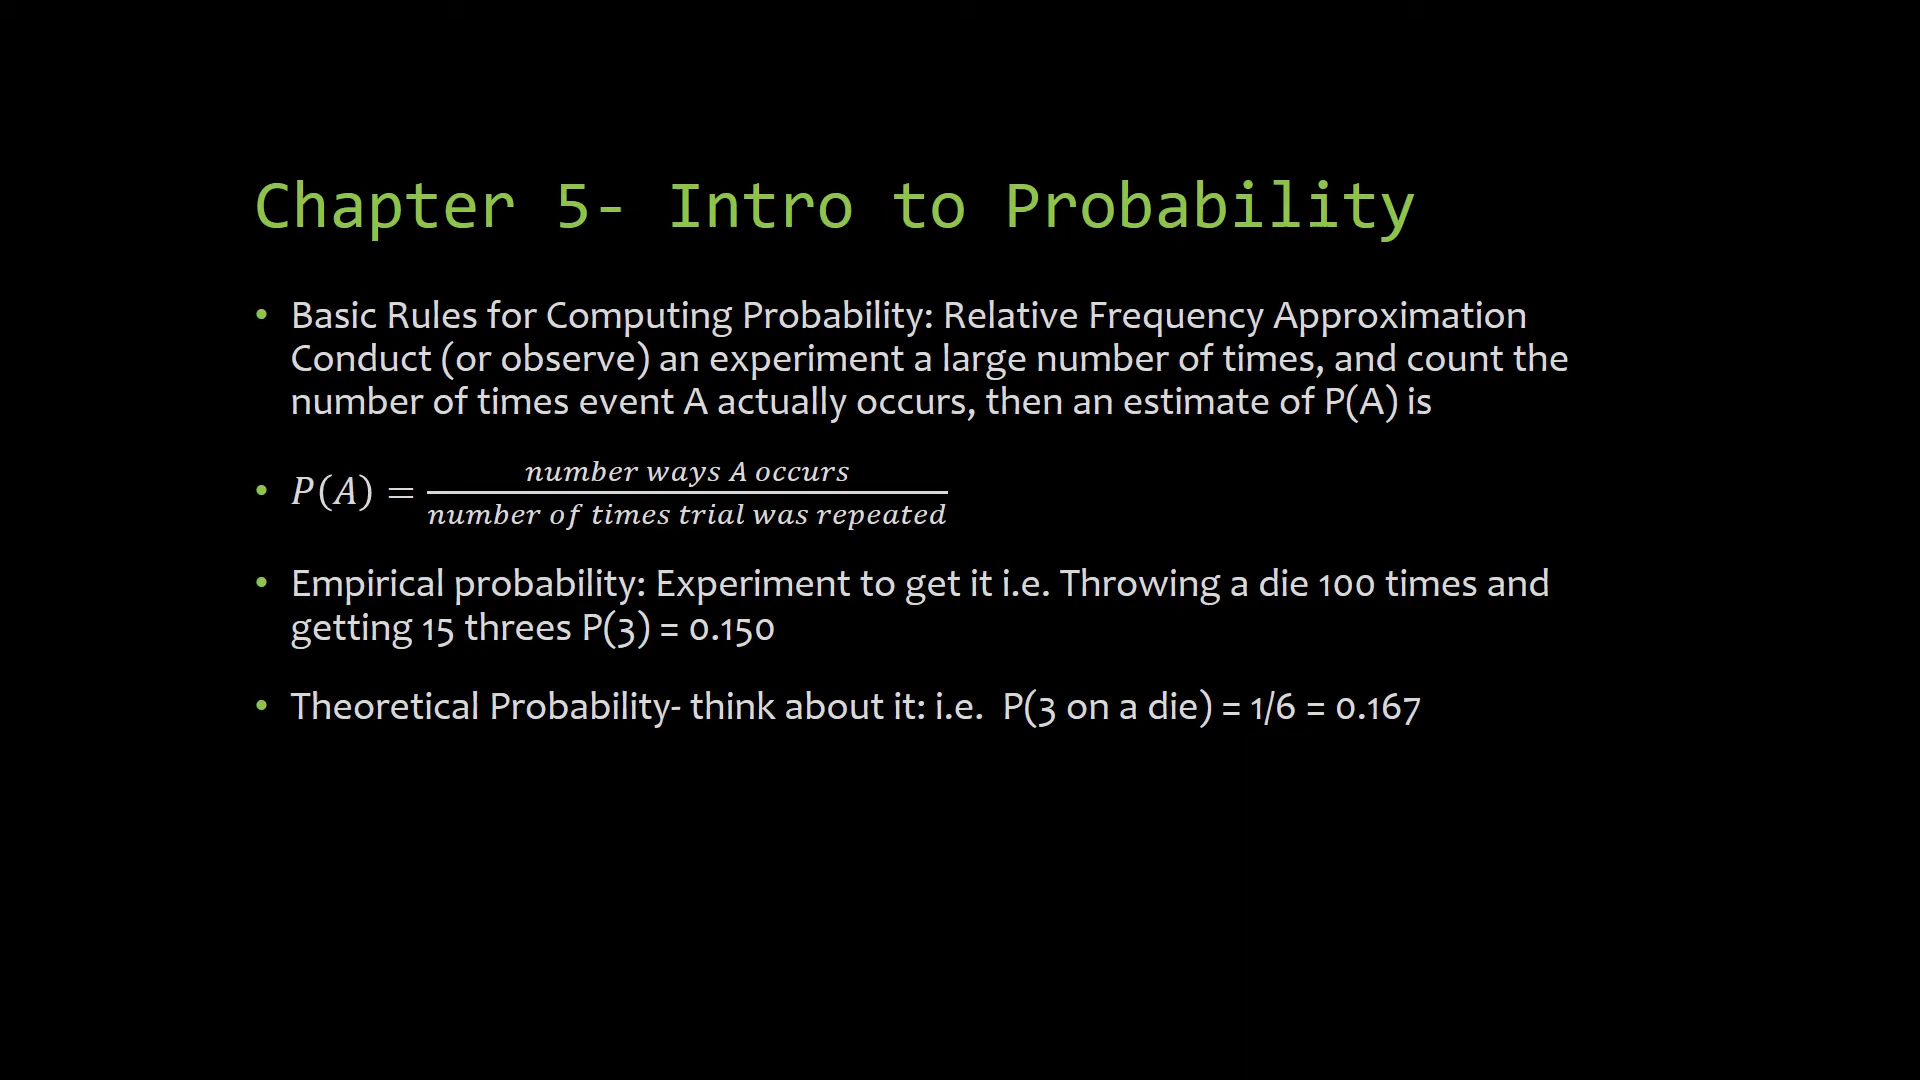 Chapter 5- Intro to Probability
• Basic Rules for Computing Probability: Relative Frequency Approximation
Conduct (or observe) an experiment a large number of times, and count the
number of times event A actually occurs, then an estimate of P(A) is
• P(A) = number ways A occurs / number of times trial was repeated
• Empirical probability: Experiment to get it i.e. Throwing a die 100 times and
getting 15 threes P(3) = 0.150
• Theoretical Probability- think about it: i.e.  P(3 on a die) = 1/6 = 0.167